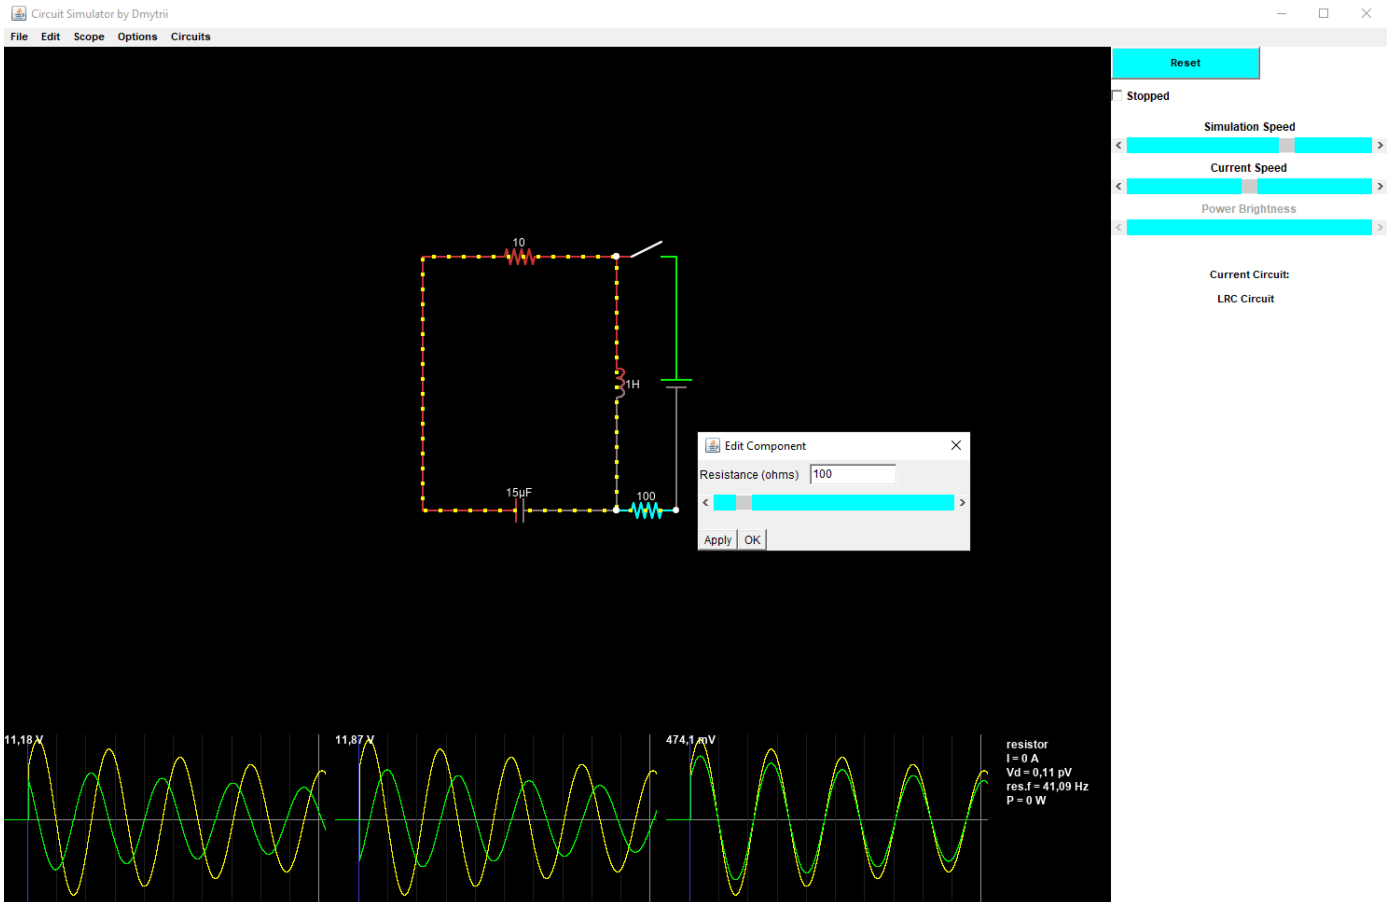 Circuit Simulator by Dmytrii
File Edit Scope Options Circuits
Reset
Stopped
Simulation Speed
Current Speed
Power Brightness
Current Circuit:
LRC Circuit
10
1H
15µF
100
Edit Component
Resistance (ohms) 100
Apply OK
11,18 V
11,87 V
474,1 mV
resistor
I = 0 A
Vd = 0,11 pV
res.f = 41,09 Hz
P = 0 W